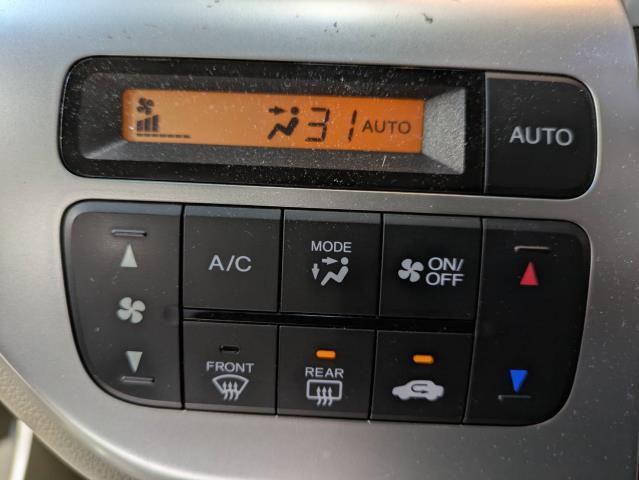 31 AUTO
AUTO
A/C
MODE
ON/
OFF
FRONT
REAR